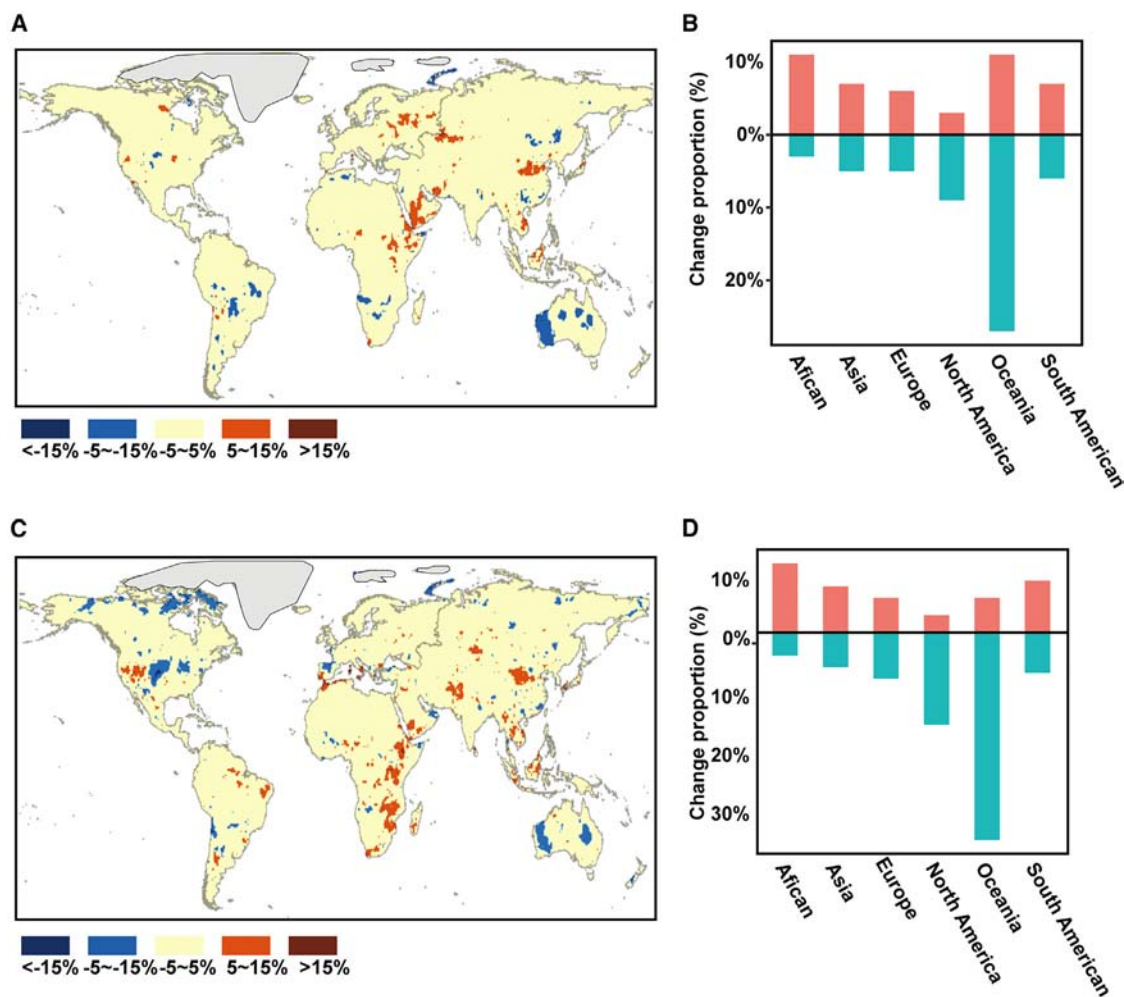 A
<-15% -5~-15% -5~5% 5~15% >15%
B
Change proportion (%)
10%
0%
10%
20%
Afican
Asia
Europe
North America
Oceania
South American
C
<-15% -5~-15% -5~5% 5~15% >15%
D
Change proportion (%)
10%
0%
10%
20%
30%
Afican
Asia
Europe
North America
Oceania
South American